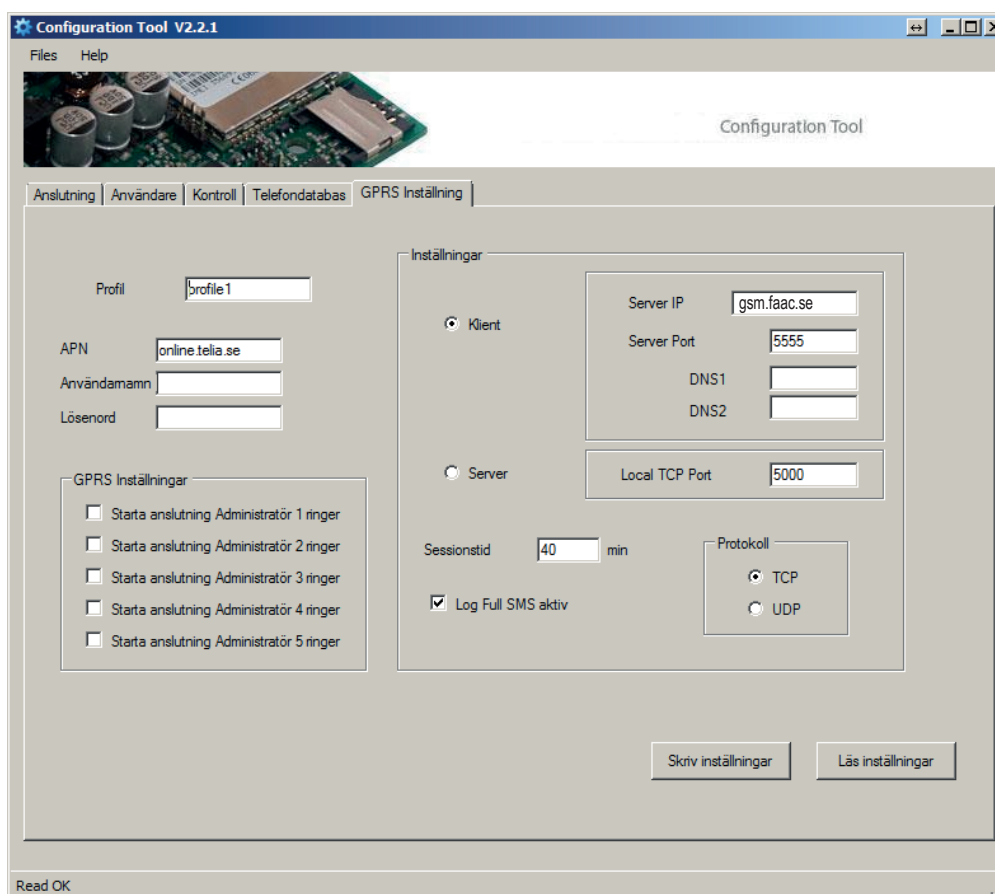 Configuration Tool V2.2.1
Files Help
Configuration Tool
Anslutning Användare Kontroll Telefondatabas GPRS Inställning
Profil profile1
APN online.telia.se
Användarnamn
Lösenord
GPRS Inställningar
Starta anslutning Administratör 1 ringer
Starta anslutning Administratör 2 ringer
Starta anslutning Administratör 3 ringer
Starta anslutning Administratör 4 ringer
Starta anslutning Administratör 5 ringer
Inställningar
Klient
Server IP gsm.faac.se
Server Port 5555
DNS1
DNS2
Server
Local TCP Port 5000
Sessionstid 40 min
Log Full SMS aktiv
Protokoll
TCP
UDP
Skriv inställningar Läs inställningar
Read OK